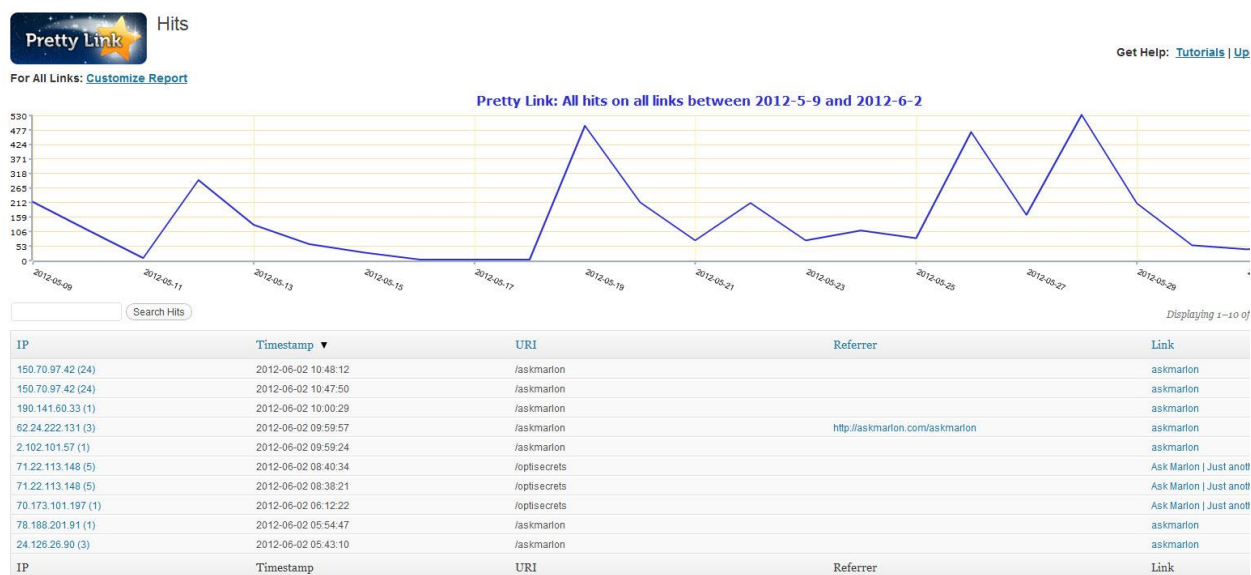 Pretty Link
Hits
Get Help: Tutorials | Up
For All Links: Customize Report
Pretty Link: All hits on all links between 2012-5-9 and 2012-6-2
530
477
424
371
318
265
212
159
106
53
0
2012-05-09 2012-05-11 2012-05-13 2012-05-15 2012-05-17 2012-05-19 2012-05-21 2012-05-23 2012-05-25 2012-05-27 2012-05-29
Search Hits
Displaying 1–10 of
IP Timestamp ▼ URI Referrer Link
150.70.97.42 (24) 2012-06-02 10:48:12 /askmarlon askmarlon
150.70.97.42 (24) 2012-06-02 10:47:50 /askmarlon askmarlon
190.141.60.33 (1) 2012-06-02 10:00:29 /askmarlon askmarlon
62.24.222.131 (3) 2012-06-02 09:59:57 /askmarlon http://askmarlon.com/askmarlon askmarlon
2.102.101.57 (1) 2012-06-02 09:59:24 /askmarlon askmarlon
71.22.113.148 (5) 2012-06-02 08:40:34 /optisecrets Ask Marlon | Just anoth
71.22.113.148 (5) 2012-06-02 08:38:21 /optisecrets Ask Marlon | Just anoth
70.173.101.197 (1) 2012-06-02 06:12:22 /optisecrets Ask Marlon | Just anoth
78.188.201.91 (1) 2012-06-02 05:54:47 /askmarlon askmarlon
24.126.26.90 (3) 2012-06-02 05:43:10 /askmarlon askmarlon
IP Timestamp URI Referrer Link